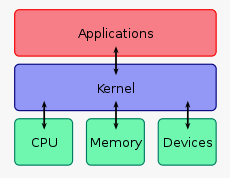 Applications
Kernel
CPU Memory Devices